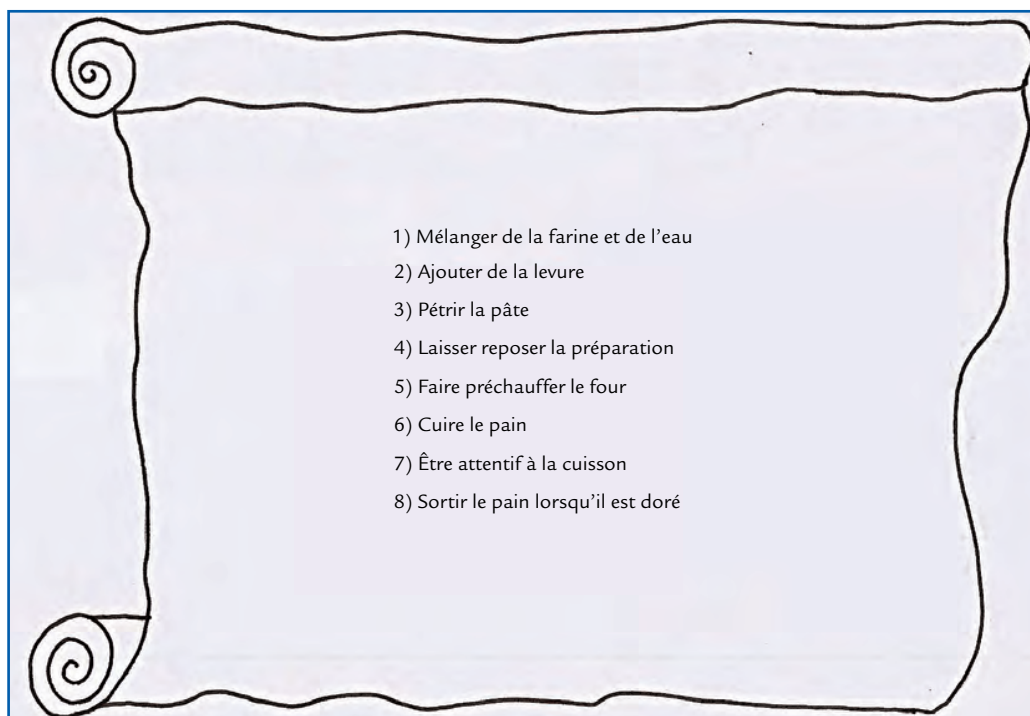 1) Mélanger de la farine et de l’eau
2) Ajouter de la levure
3) Pétrir la pâte
4) Laisser reposer la préparation
5) Faire préchauffer le four
6) Cuire le pain
7) Être attentif à la cuisson
8) Sortir le pain lorsqu’il est doré